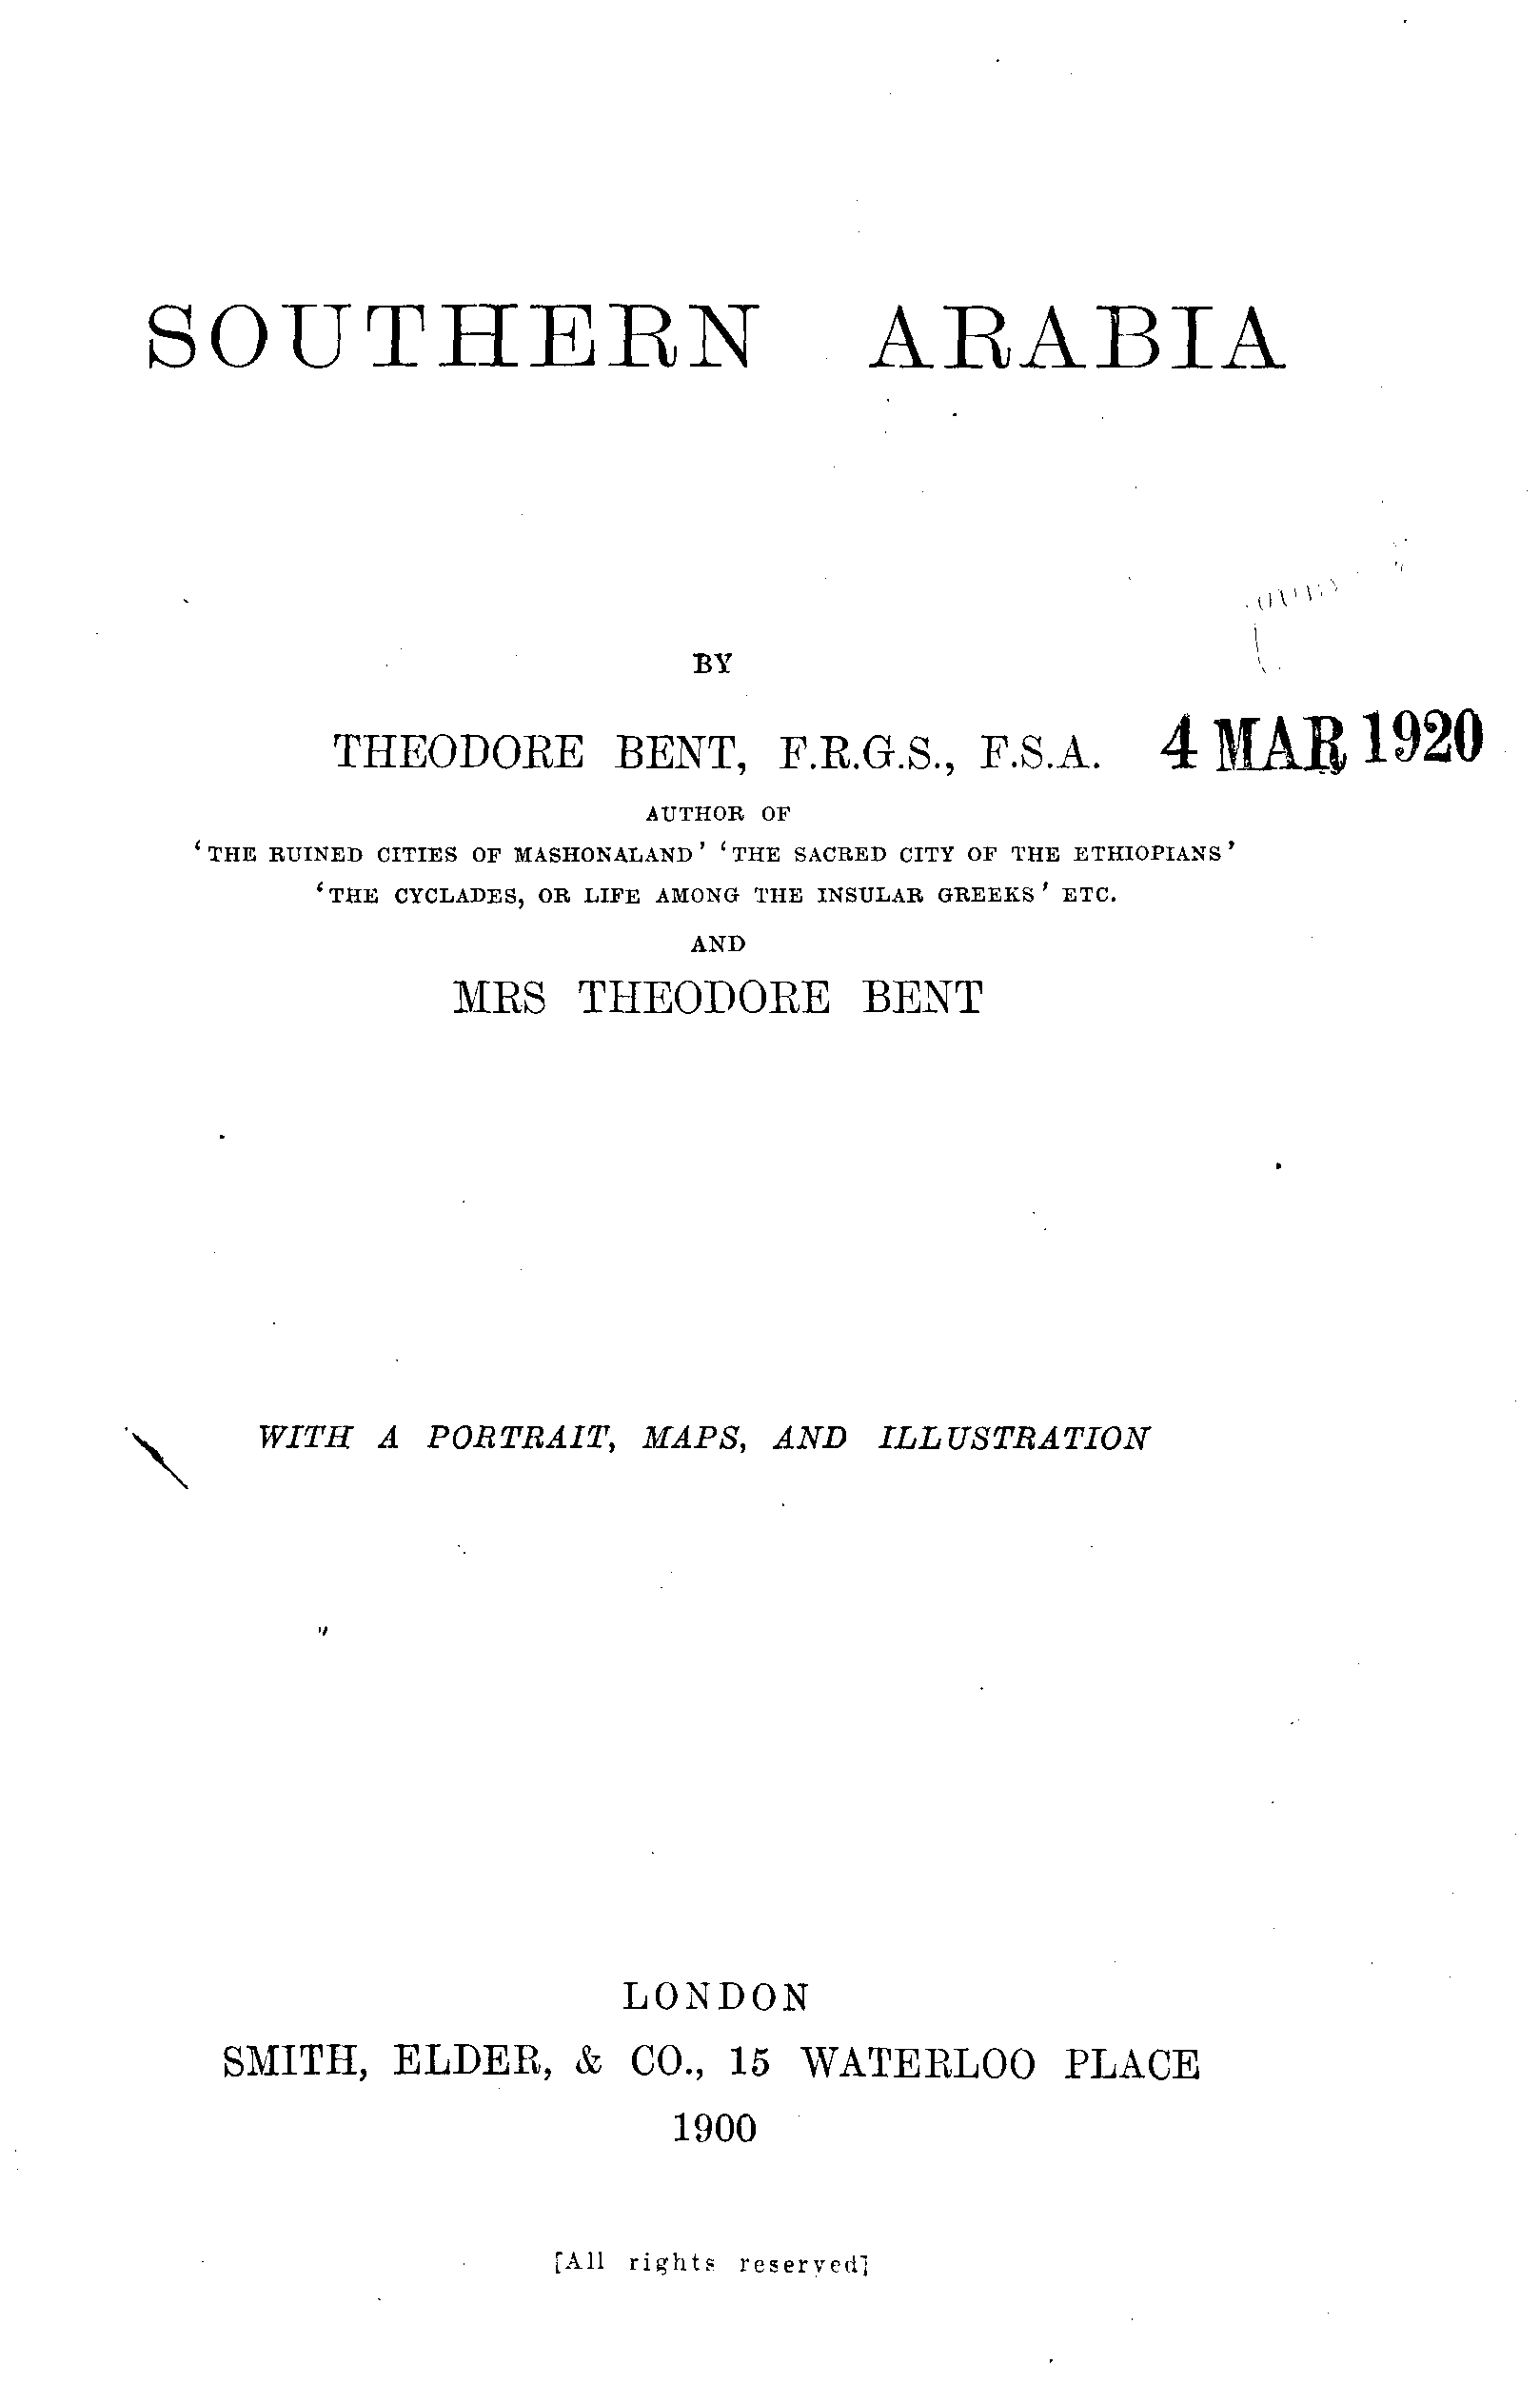 SOUTHERN ARABIA
BY
THEODORE BENT, F.R.G.S., F.S.A.
4 MAR 1920
AUTHOR OF
‘THE RUINED CITIES OF MASHONALAND’ ‘THE SACRED CITY OF THE ETHIOPIANS’
‘THE CYCLADES, OR LIFE AMONG THE INSULAR GREEKS’ ETC.
AND
MRS THEODORE BENT
WITH A PORTRAIT, MAPS, AND ILLUSTRATION
LONDON
SMITH, ELDER, & CO., 15 WATERLOO PLACE
1900
[All rights reserved]